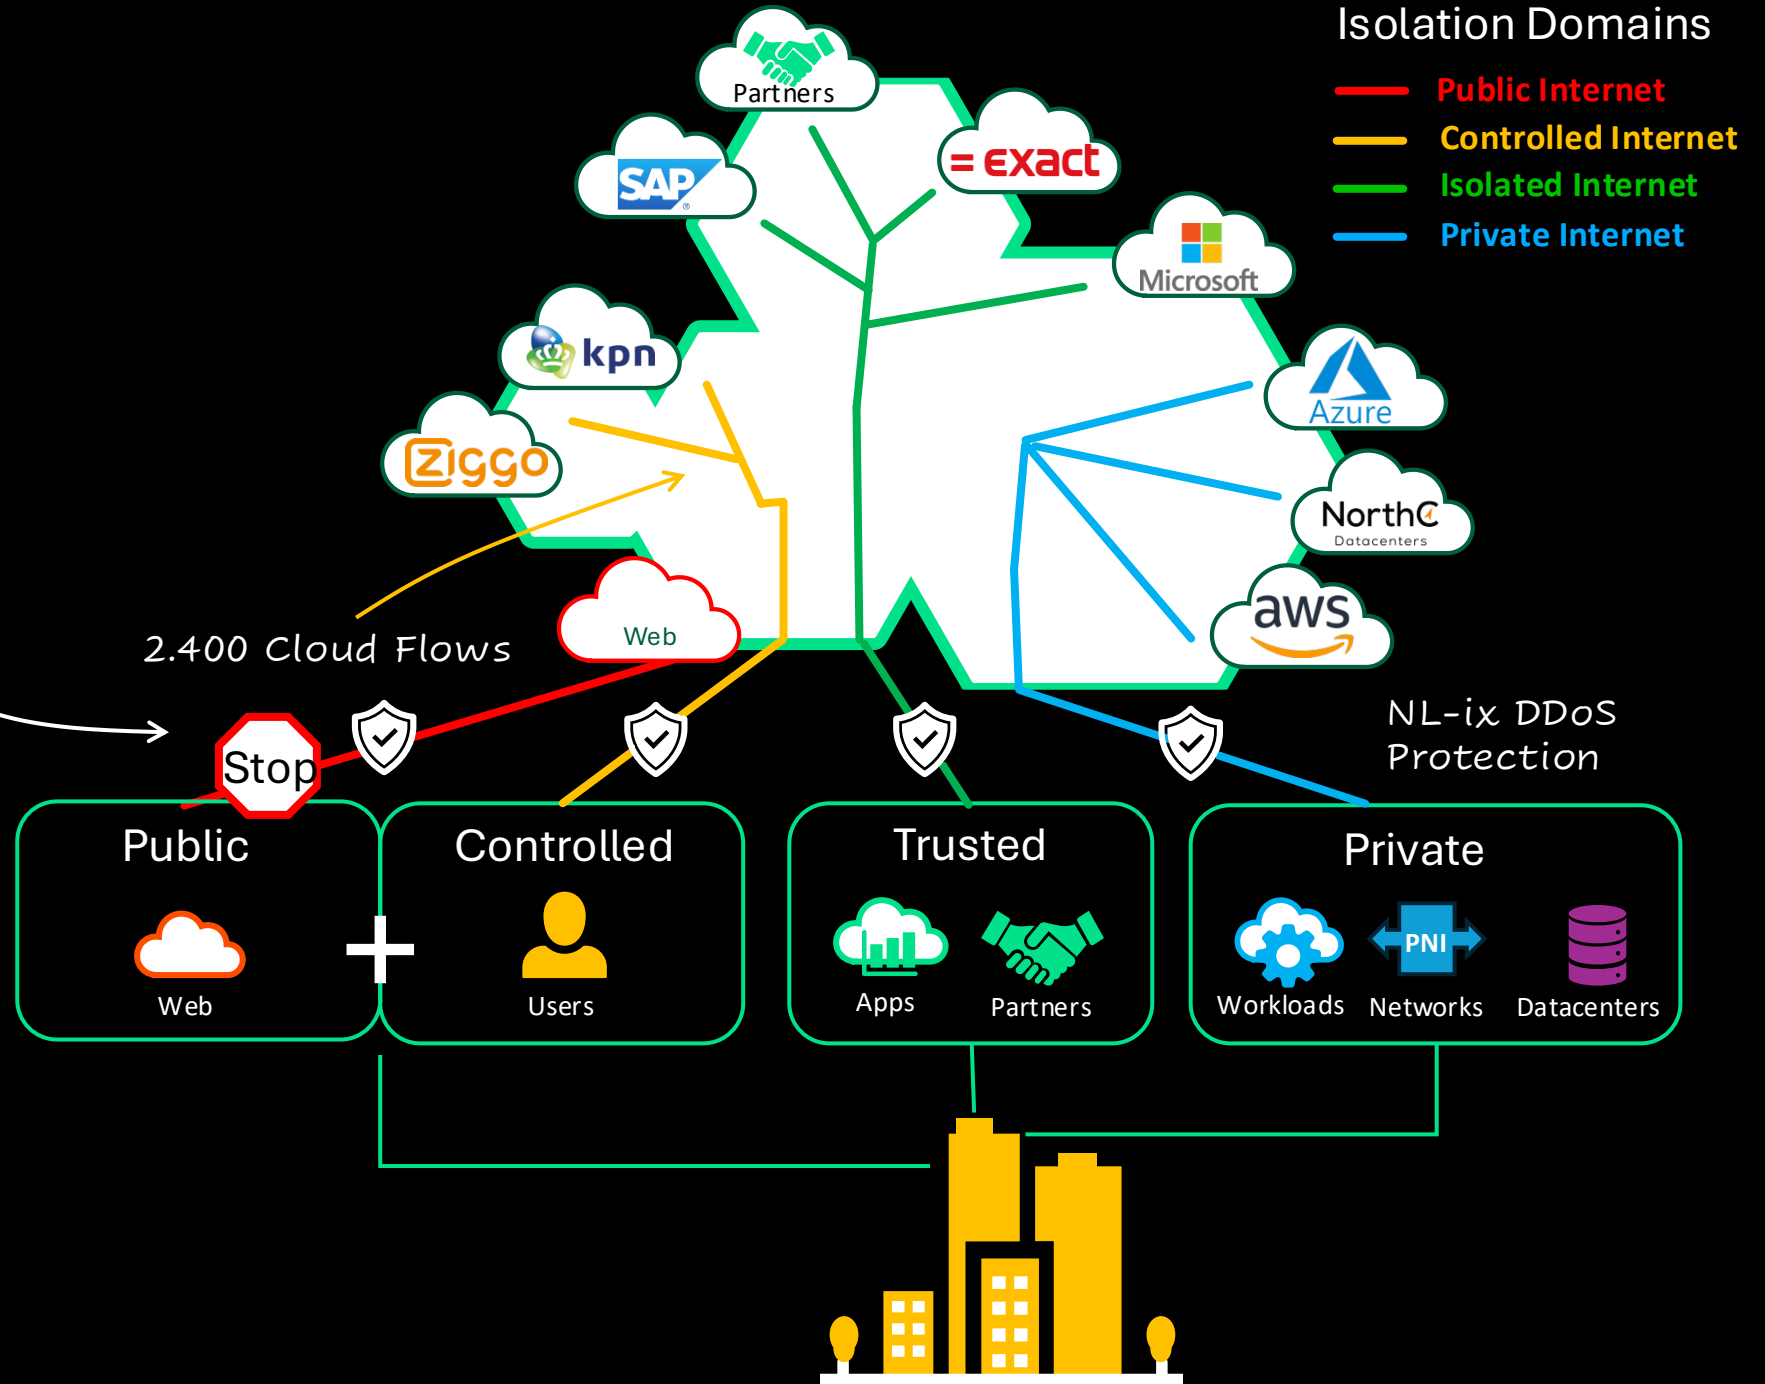 Isolation Domains
Public Internet
Controlled Internet
Isolated Internet
Private Internet
Partners
= exact
SAP
®
Microsoft
kpn
Azure
ziggo
NorthC
Datacenters
aws
Web
2.400 Cloud Flows
NL-ix DDoS
Protection
Stop
Public
Controlled
Trusted
Private
Web
Users
Apps
Partners
PNI
Workloads
Networks
Datacenters